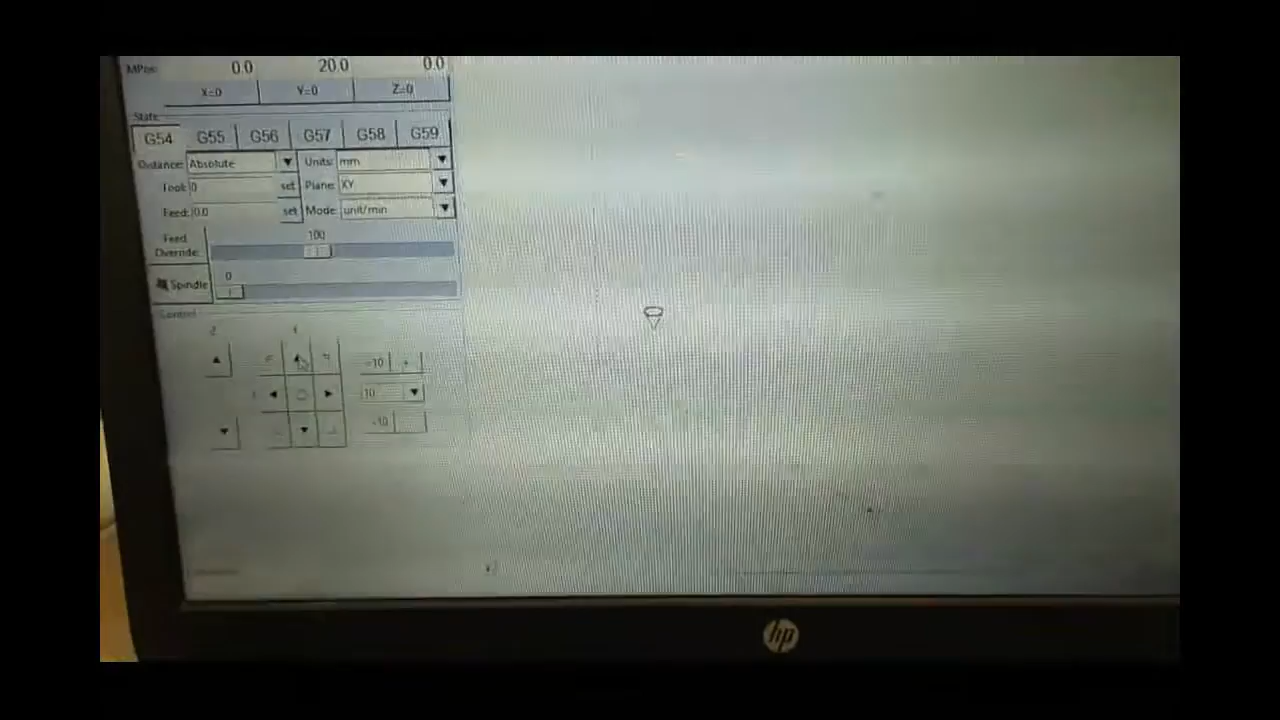 MPos: 0.0 20.0 0.0
X=0 Y=0 Z=0
State
G54 G55 G56 G57 G58 G59
Distance: Absolute Units: mm
Tool: 0 set Plane: XY
Feed: 0.0 set Mode: unit/min
100
Feed
Override:
0
Spindle
Control
Z
+
10
hp